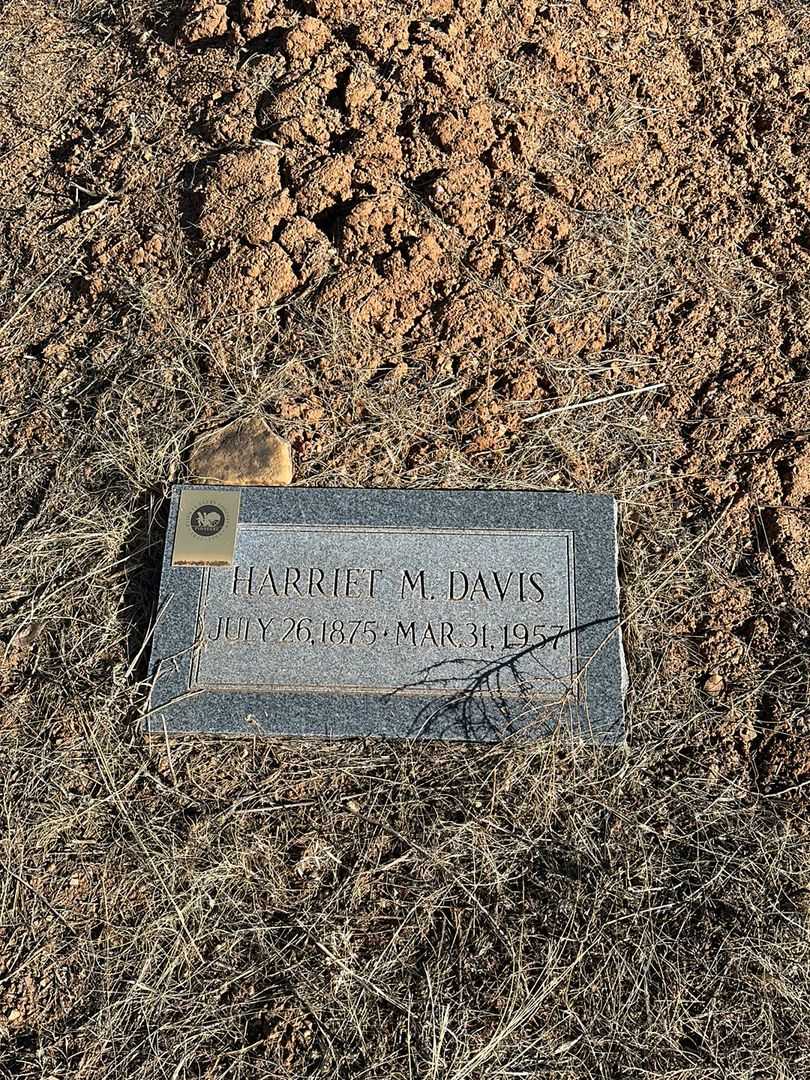 HARRIET M. DAVIS
JULY 26, 1875 · MAR. 31, 1957